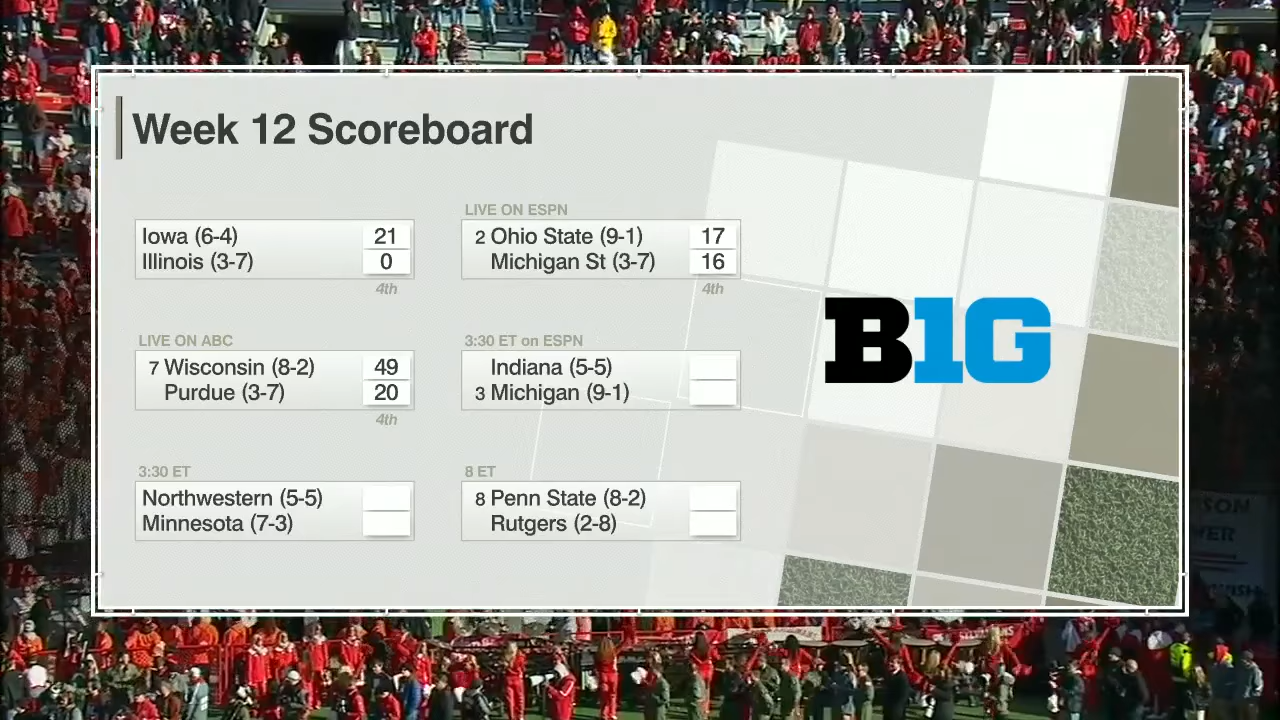 Week 12 Scoreboard
Iowa (6-4) 21
Illinois (3-7) 0
4th
LIVE ON ESPN
2 Ohio State (9-1) 17
Michigan St (3-7) 16
4th
LIVE ON ABC
7 Wisconsin (8-2) 49
Purdue (3-7) 20
4th
3:30 ET on ESPN
Indiana (5-5)
3 Michigan (9-1)
3:30 ET
Northwestern (5-5)
Minnesota (7-3)
8 ET
8 Penn State (8-2)
Rutgers (2-8)
B1G